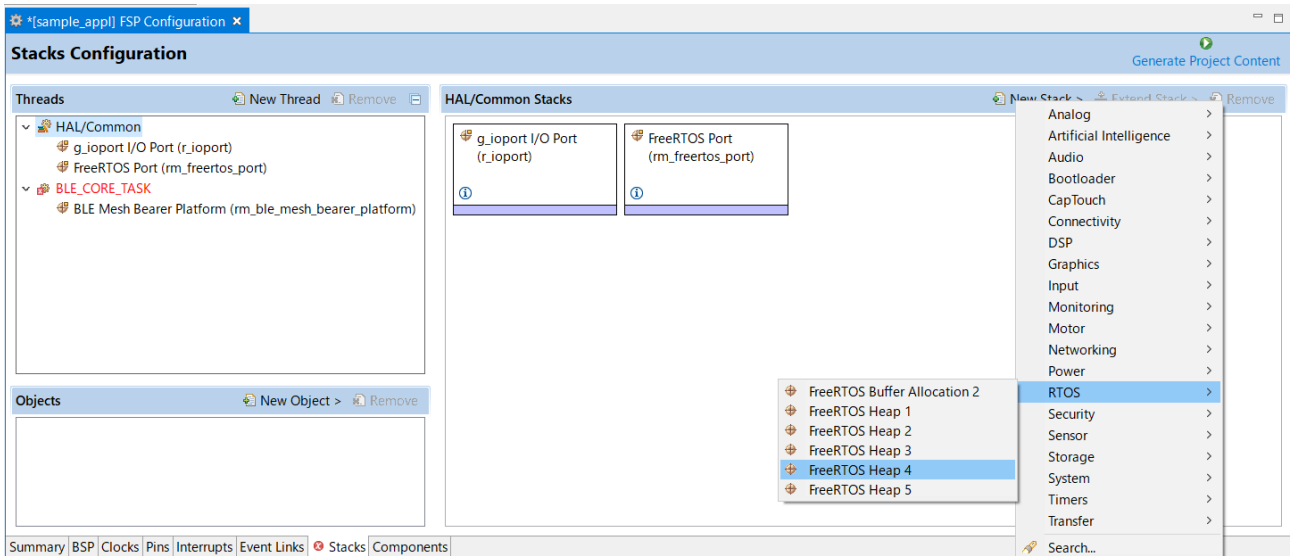 *[sample_appl] FSP Configuration
Stacks Configuration
Generate Project Content
Threads
New Thread
Remove
HAL/Common
g_ioport I/O Port (r_ioport)
FreeRTOS Port (rm_freertos_port)
BLE_CORE_TASK
BLE Mesh Bearer Platform (rm_ble_mesh_bearer_platform)
Objects
New Object >
Remove
HAL/Common Stacks
New Stack >
Extend Stack >
Remove
g_ioport I/O Port
(r_ioport)
FreeRTOS Port
(rm_freertos_port)
Analog
Artificial Intelligence
Audio
Bootloader
CapTouch
Connectivity
DSP
Graphics
Input
Monitoring
Motor
Networking
Power
RTOS
Security
Sensor
Storage
System
Timers
Transfer
Search...
FreeRTOS Buffer Allocation 2
FreeRTOS Heap 1
FreeRTOS Heap 2
FreeRTOS Heap 3
FreeRTOS Heap 4
FreeRTOS Heap 5
Summary BSP Clocks Pins Interrupts Event Links Stacks Components